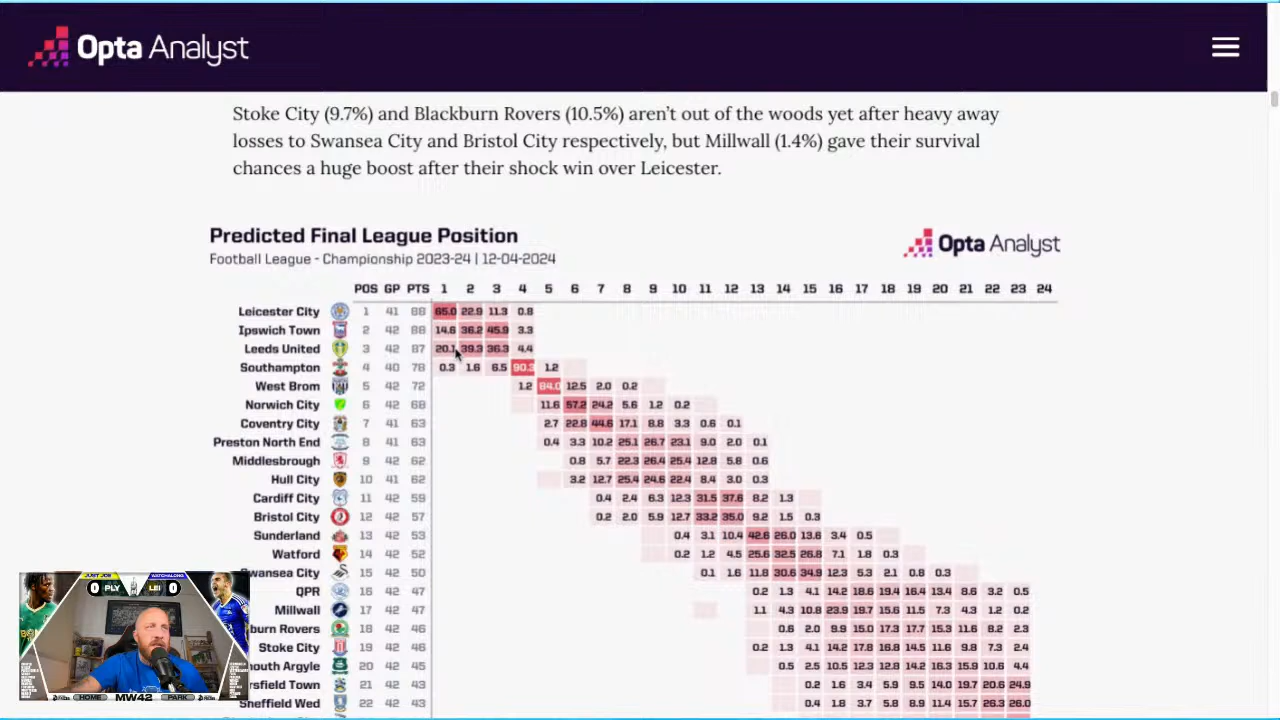 Opta Analyst
Stoke City (9.7%) and Blackburn Rovers (10.5%) aren't out of the woods yet after heavy away
losses to Swansea City and Bristol City respectively, but Millwall (1.4%) gave their survival
chances a huge boost after their shock win over Leicester.
Predicted Final League Position
Opta Analyst
Football League - Championship 2023-24 | 12-04-2024
POS GP PTS 1 2 3 4 5 6 7 8 9 10 11 12 13 14 15 16 17 18 19 20 21 22 23 24
Leicester City 1 41 88 65.0 22.9 11.3 0.8
Ipswich Town 2 42 88 14.6 36.2 45.9 3.3
Leeds United 3 42 87 20.1 39.3 36.3 4.4
Southampton 4 40 78 0.3 1.6 6.5 90.3 1.2
West Brom 5 42 72 1.2 84.0 12.5 2.0 0.2
Norwich City 6 42 68 11.6 57.2 24.2 5.6 1.2 0.2
Coventry City 7 41 63 2.7 22.8 44.6 17.1 8.8 3.3 0.6 0.1
Preston North End 8 41 63 0.4 3.3 10.2 25.1 26.7 23.1 9.0 2.0 0.1
Middlesbrough 9 42 62 0.8 5.7 22.3 26.4 25.4 12.8 5.8 0.6
Hull City 10 41 62 3.2 12.7 25.4 24.6 22.4 8.4 3.0 0.3
Cardiff City 11 42 59 0.4 2.4 6.3 12.3 31.5 37.6 8.2 1.3
Bristol City 12 42 57 0.2 2.0 5.9 12.7 33.2 35.0 9.2 1.5 0.3
Sunderland 13 42 53 0.4 3.1 10.4 42.6 26.0 13.6 3.4 0.5
Watford 14 42 52 0.2 1.2 4.5 25.6 32.5 26.8 7.1 1.8 0.3
Swansea City 15 42 50 0.1 1.6 11.8 30.6 34.9 12.3 5.3 2.1 0.8 0.3
QPR 16 42 47 0.2 1.3 4.1 14.2 18.6 19.4 16.4 13.4 8.6 3.2 0.5
Millwall 17 42 47 1.1 4.3 10.8 23.9 19.7 15.6 11.5 7.3 4.3 1.2 0.2
burn Rovers 18 42 46 0.6 2.0 9.9 15.0 17.3 17.7 15.3 11.6 8.2 2.3
Stoke City 19 42 46 0.2 1.3 4.1 14.2 17.8 16.8 14.5 11.6 9.8 7.3 2.4
mouth Argyle 20 42 45 0.5 2.5 10.5 12.3 12.8 14.2 16.3 15.9 10.6 4.4
rsfield Town 21 42 43 0.2 1.6 3.4 5.9 9.5 14.0 19.7 20.6 24.9
Sheffield Wed 22 42 43 0.4 1.8 3.7 5.8 8.9 11.4 15.7 26.3 26.0
JUST JOE WATCHALONG
0 PLY LEI 0
HOME MW42 PARK